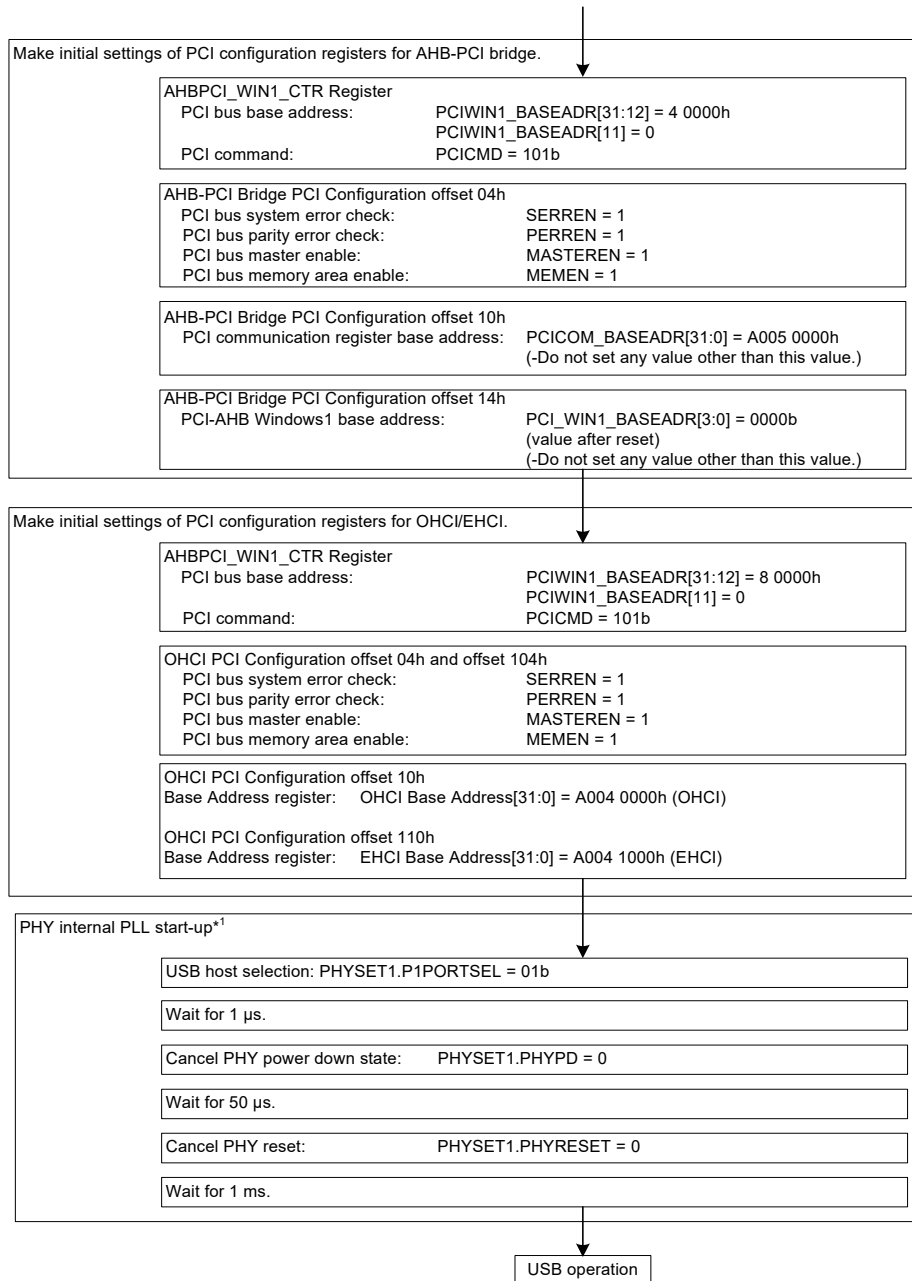 Make initial settings of PCI configuration registers for AHB-PCI bridge.
AHBPCI_WIN1_CTR Register
PCI bus base address: PCIWIN1_BASEADR[31:12] = 4 0000h
PCIWIN1_BASEADR[11] = 0
PCI command: PCICMD = 101b
AHB-PCI Bridge PCI Configuration offset 04h
PCI bus system error check: SERREN = 1
PCI bus parity error check: PERREN = 1
PCI bus master enable: MASTEREN = 1
PCI bus memory area enable: MEMEN = 1
AHB-PCI Bridge PCI Configuration offset 10h
PCI communication register base address: PCICOM_BASEADR[31:0] = A005 0000h
(-Do not set any value other than this value.)
AHB-PCI Bridge PCI Configuration offset 14h
PCI-AHB Windows1 base address: PCI_WIN1_BASEADR[3:0] = 0000b
(value after reset)
(-Do not set any value other than this value.)
Make initial settings of PCI configuration registers for OHCI/EHCI.
AHBPCI_WIN1_CTR Register
PCI bus base address: PCIWIN1_BASEADR[31:12] = 8 0000h
PCIWIN1_BASEADR[11] = 0
PCI command: PCICMD = 101b
OHCI PCI Configuration offset 04h and offset 104h
PCI bus system error check: SERREN = 1
PCI bus parity error check: PERREN = 1
PCI bus master enable: MASTEREN = 1
PCI bus memory area enable: MEMEN = 1
OHCI PCI Configuration offset 10h
Base Address register: OHCI Base Address[31:0] = A004 0000h (OHCI)
OHCI PCI Configuration offset 110h
Base Address register: EHCI Base Address[31:0] = A004 1000h (EHCI)
PHY internal PLL start-up*1
USB host selection: PHYSET1.P1PORTSEL = 01b
Wait for 1 µs.
Cancel PHY power down state: PHYSET1.PHYPD = 0
Wait for 50 µs.
Cancel PHY reset: PHYSET1.PHYRESET = 0
Wait for 1 ms.
USB operation